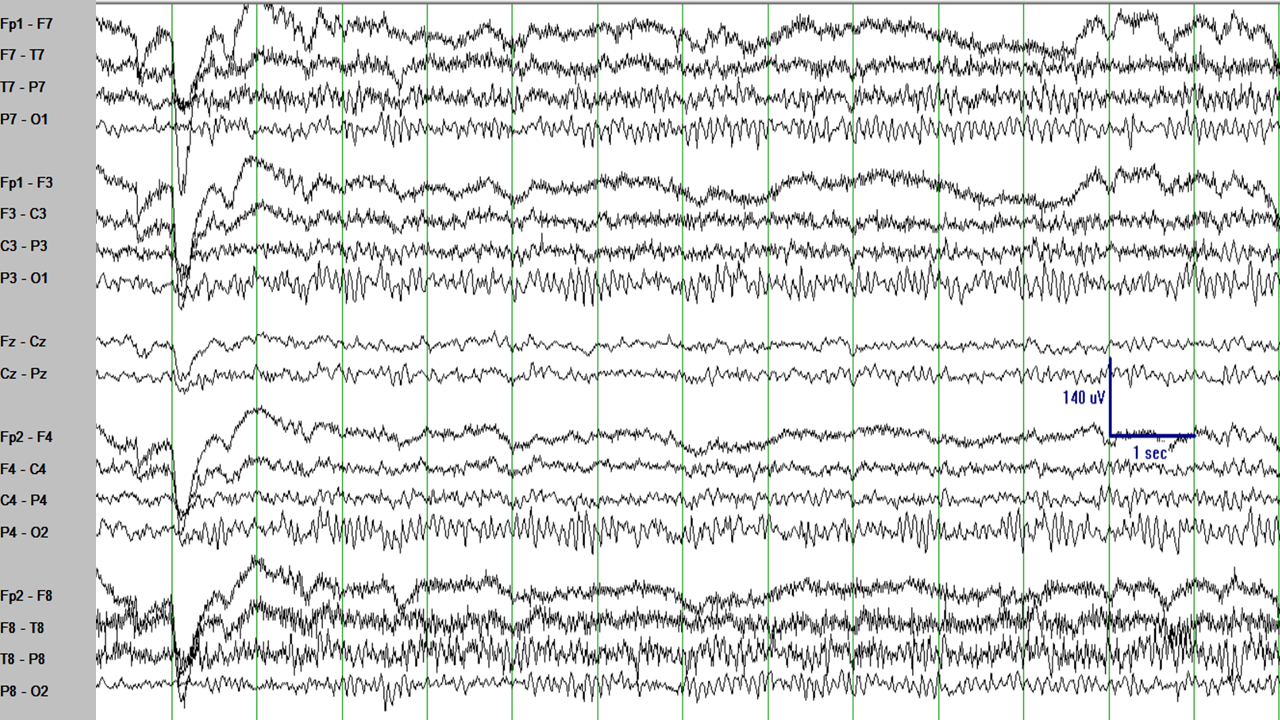 Fp1 - F7
F7 - T7
T7 - P7
P7 - O1
Fp1 - F3
F3 - C3
C3 - P3
P3 - O1
Fz - Cz
Cz - Pz
140 uV
Fp2 - F4
1 sec
F4 - C4
C4 - P4
P4 - O2
Fp2 - F8
F8 - T8
T8 - P8
P8 - O2